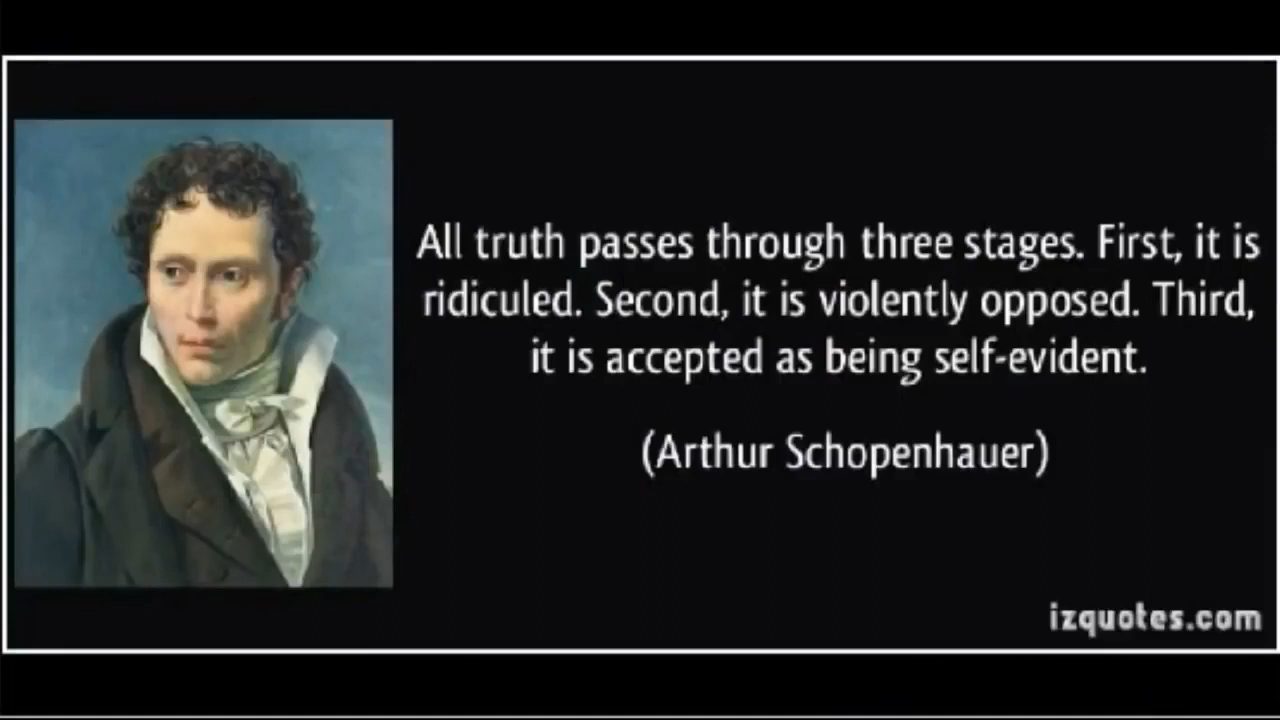 All truth passes through three stages. First, it is
ridiculed. Second, it is violently opposed. Third,
it is accepted as being self-evident.
(Arthur Schopenhauer)
izquotes.com